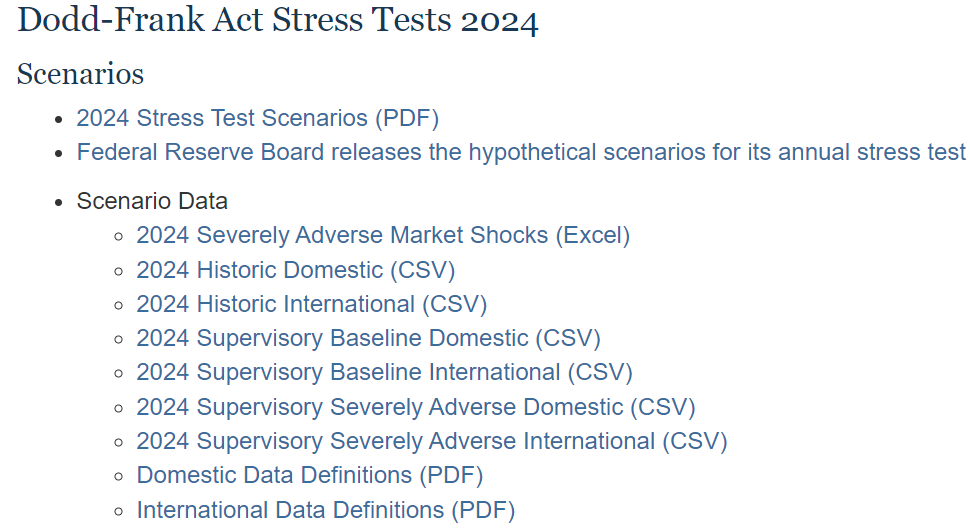 Dodd-Frank Act Stress Tests 2024
Scenarios
2024 Stress Test Scenarios (PDF)
Federal Reserve Board releases the hypothetical scenarios for its annual stress test
Scenario Data
2024 Severely Adverse Market Shocks (Excel)
2024 Historic Domestic (CSV)
2024 Historic International (CSV)
2024 Supervisory Baseline Domestic (CSV)
2024 Supervisory Baseline International (CSV)
2024 Supervisory Severely Adverse Domestic (CSV)
2024 Supervisory Severely Adverse International (CSV)
Domestic Data Definitions (PDF)
International Data Definitions (PDF)